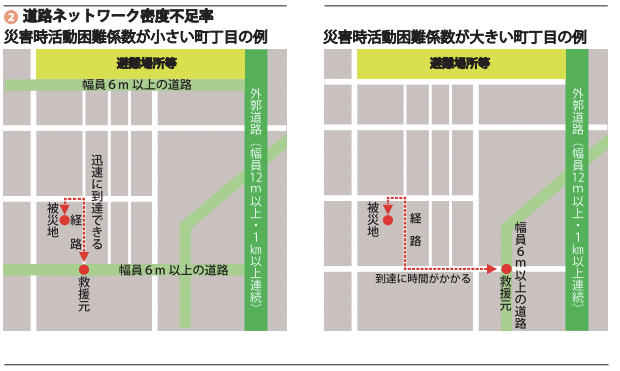 2 道路ネットワーク密度不足率
災害時活動困難係数が小さい町丁目の例
避難場所等
幅員6m以上の道路
外郭道路（幅員12m以上・1km以上連続）
迅速に到達できる
被災地
経路
幅員6m以上の道路
救援元
災害時活動困難係数が大きい町丁目の例
避難場所等
外郭道路（幅員12m以上・1km以上連続）
被災地
経路
幅員6m以上の道路
到達に時間がかかる
救援元